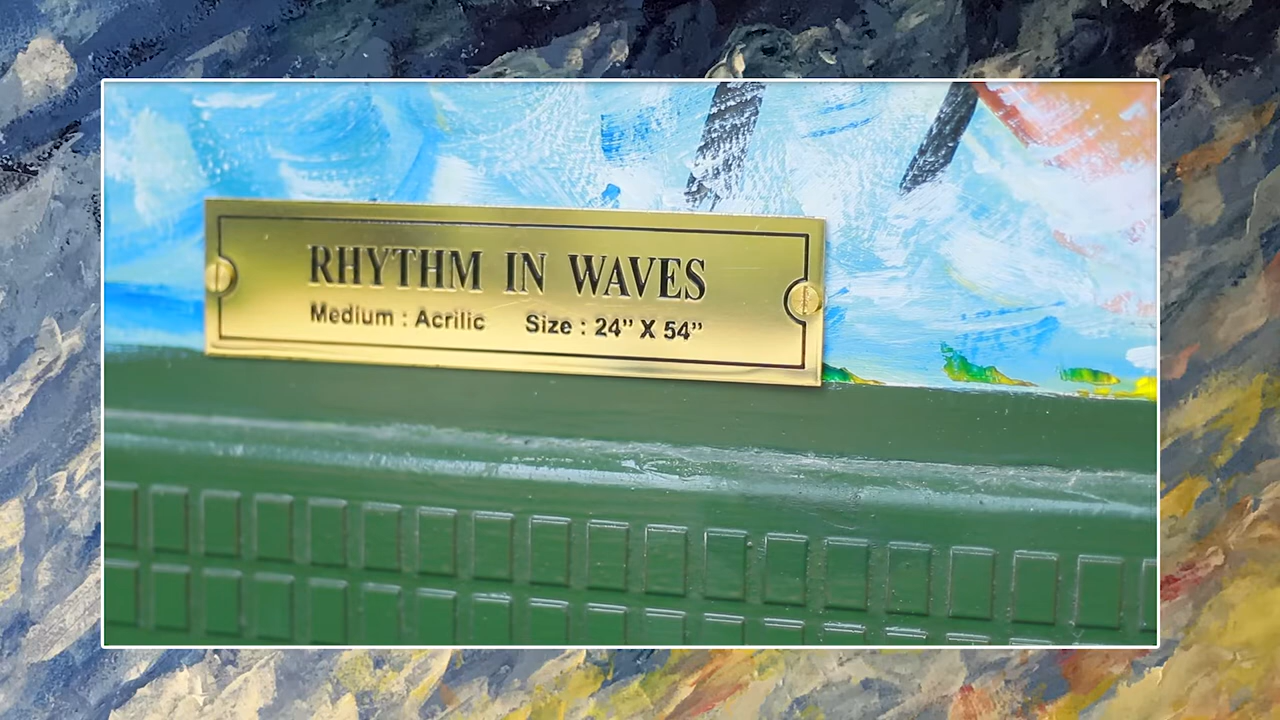 RHYTHM IN WAVES
Medium : Acrilic Size : 24” X 54”